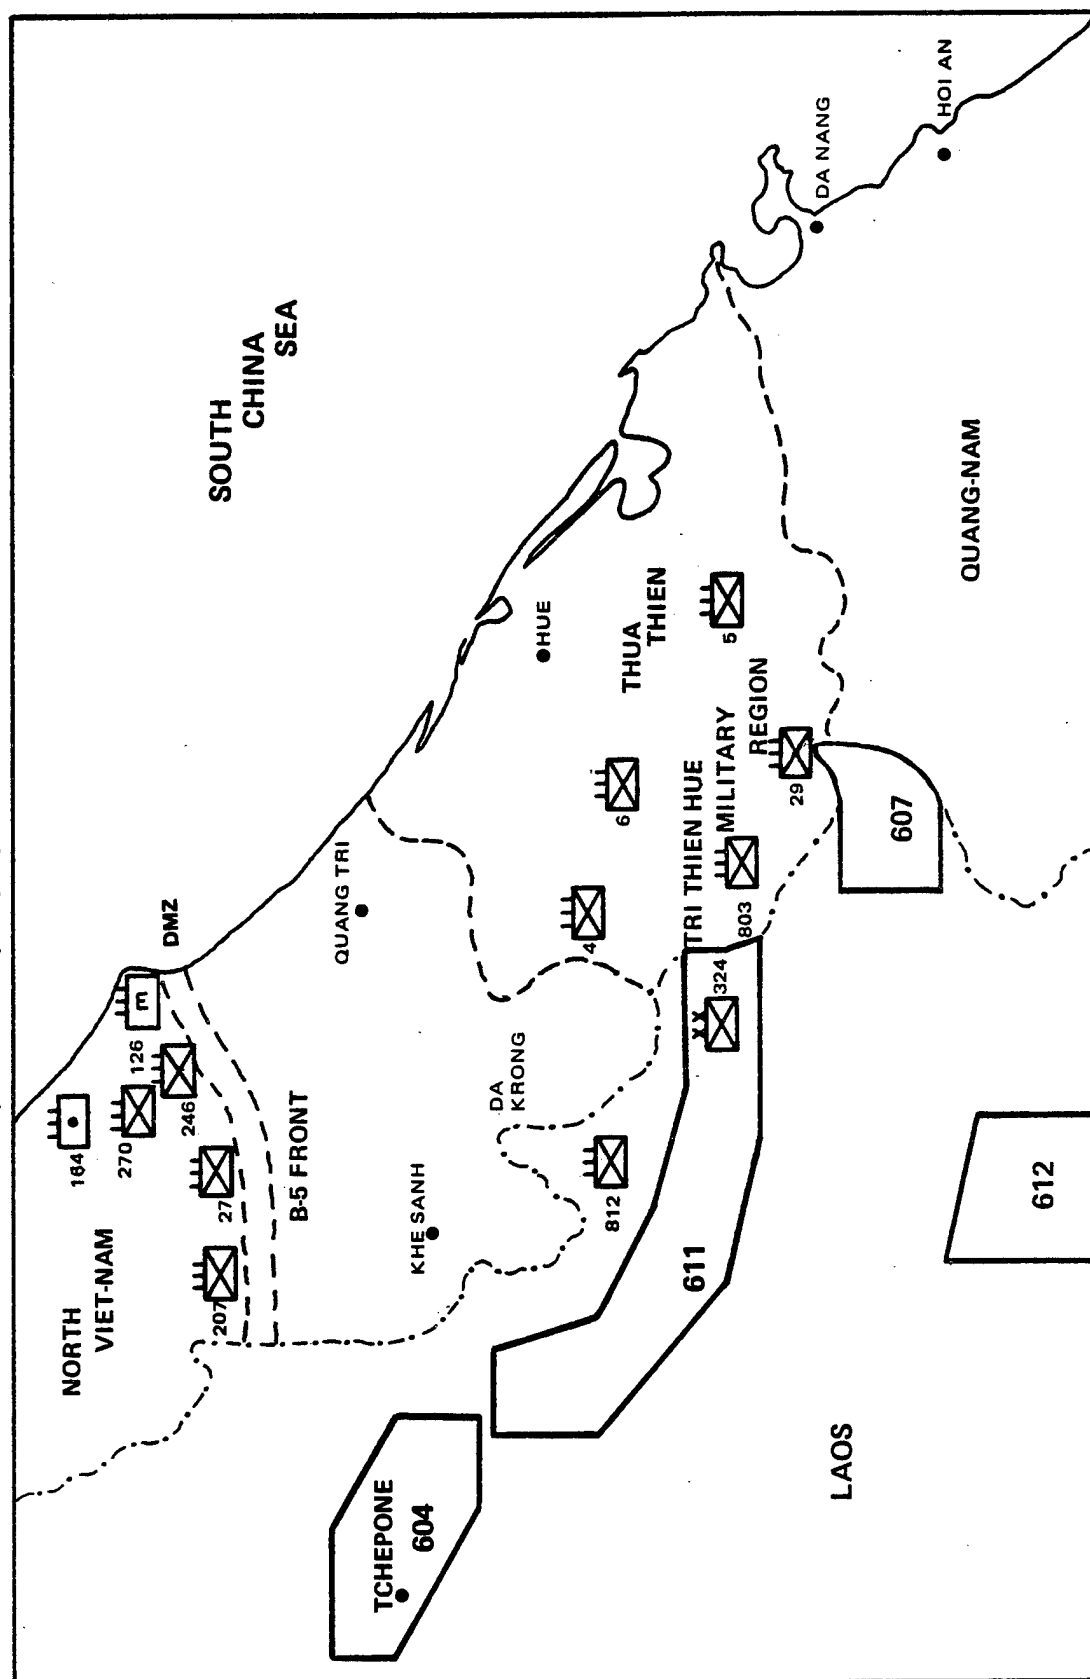 NORTH
VIET-NAM
164
270
126
E
246
27
207
DMZ
B-5 FRONT
SOUTH
CHINA
SEA
QUANG TRI
TCHEPONE
604
KHE SANH
DA
KRONG
HUE
812
4
6
THUA
THIEN
611
TRI THIEN HUE
MILITARY
REGION
324
803
5
29
DA NANG
LAOS
607
HOI AN
QUANG-NAM
612